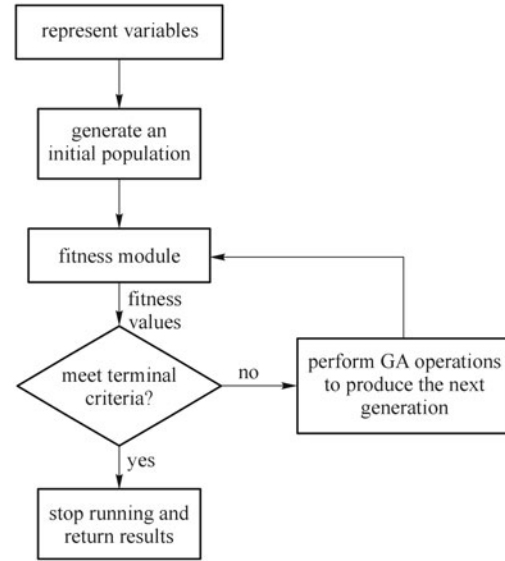 represent variables
generate an
initial population
fitness module
fitness
values
meet terminal
criteria?
no
perform GA operations
to produce the next
generation
yes
stop running and
return results